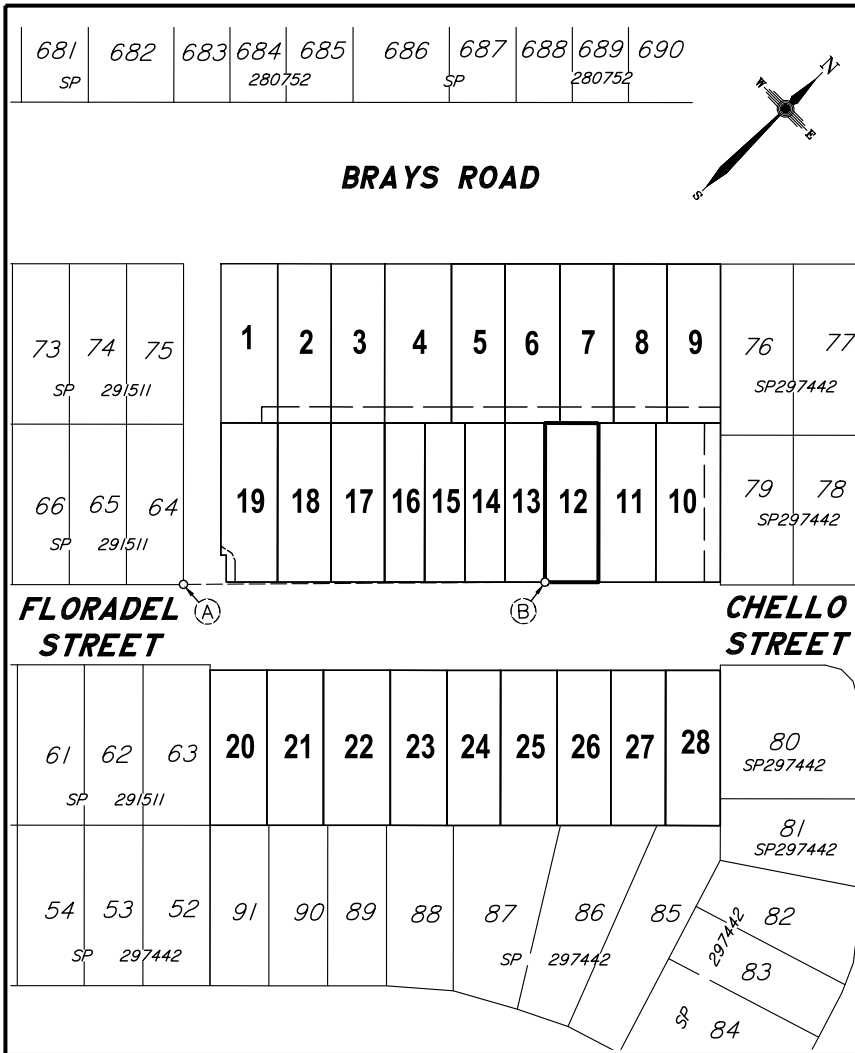 681 682 683 684 685 686 687 688 689 690
SP 280752 SP 280752
N
W
E
S
BRAYS ROAD
73 74 75
SP 291511
1 2 3 4 5 6 7 8 9
76 77
SP297442
66 65 64
SP 291511
19 18 17 16 15 14 13 12 11 10
79 78
SP297442
A
B
FLORADEL
STREET
CHELLO
STREET
61 62 63
SP 291511
20 21 22 23 24 25 26 27 28
80
SP297442
81
SP297442
54 53 52
SP 297442
91 90 89 88 87 86 85
SP 297442
82
83
84
SP 297442